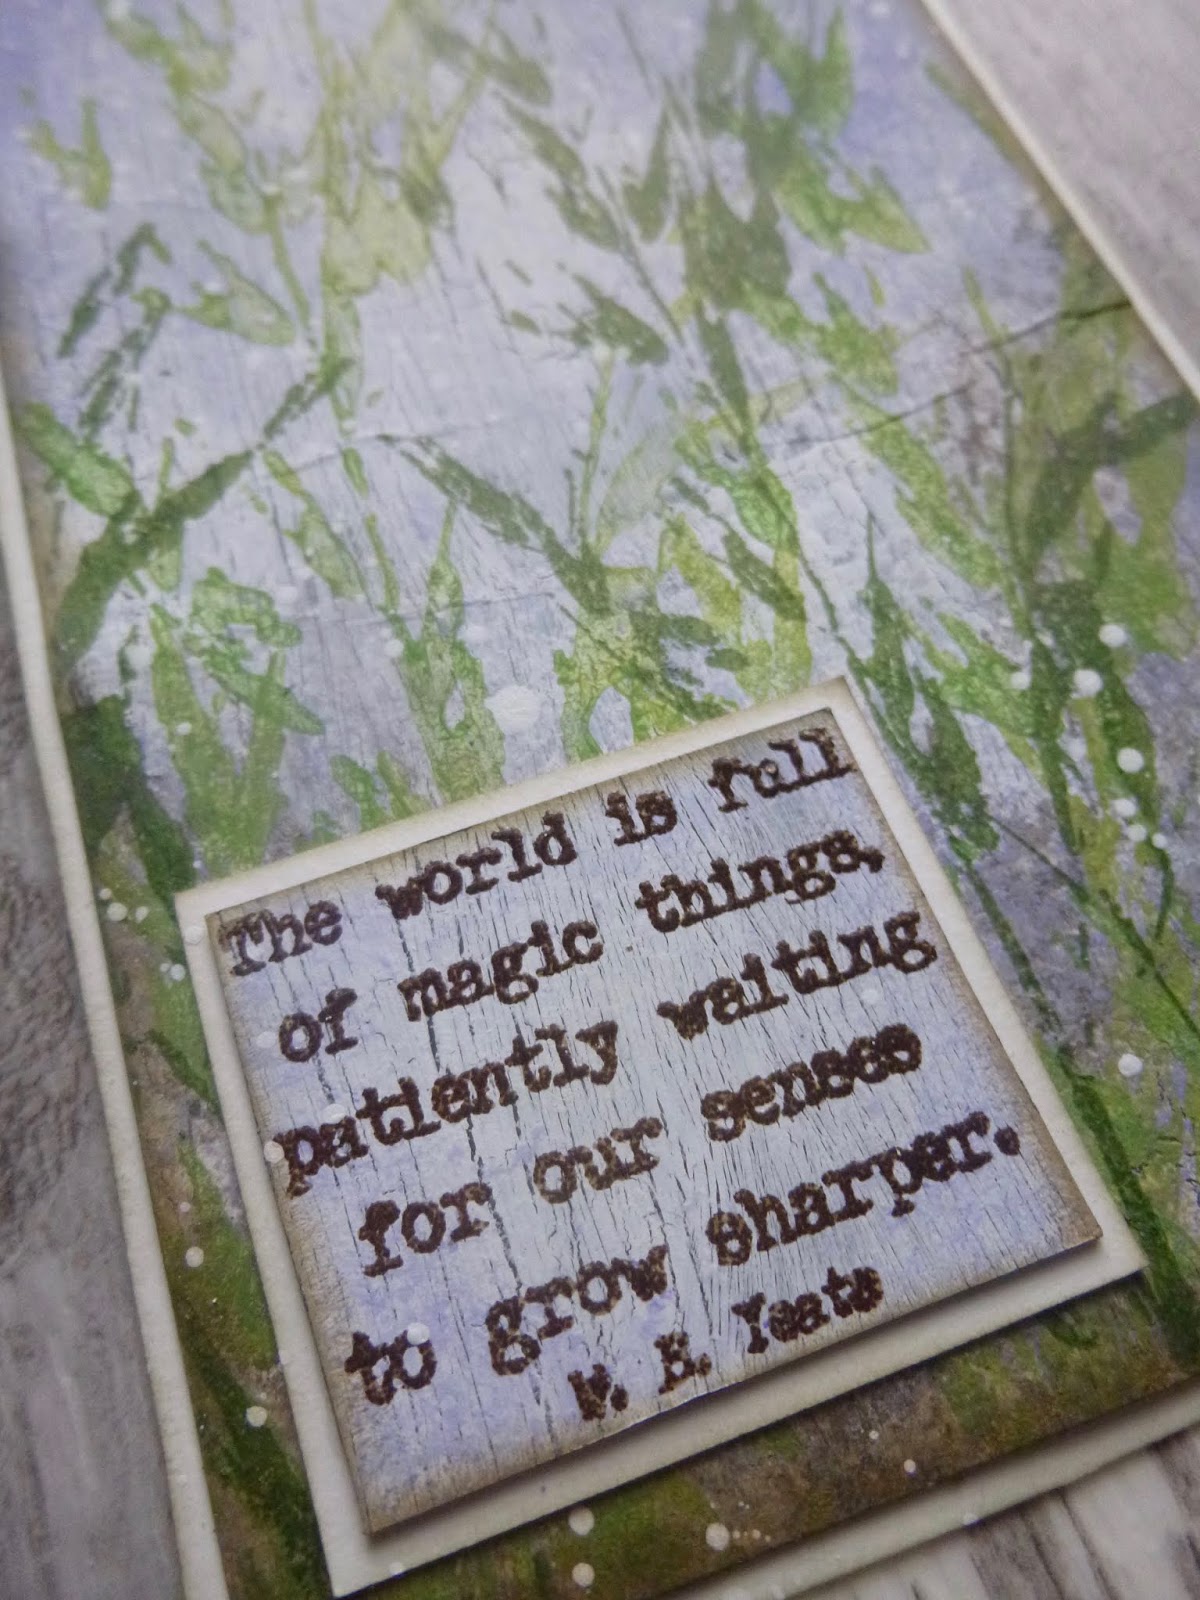 The world is full
of magic things,
patiently waiting
for our senses
to grow sharper.
W. B. Yeats